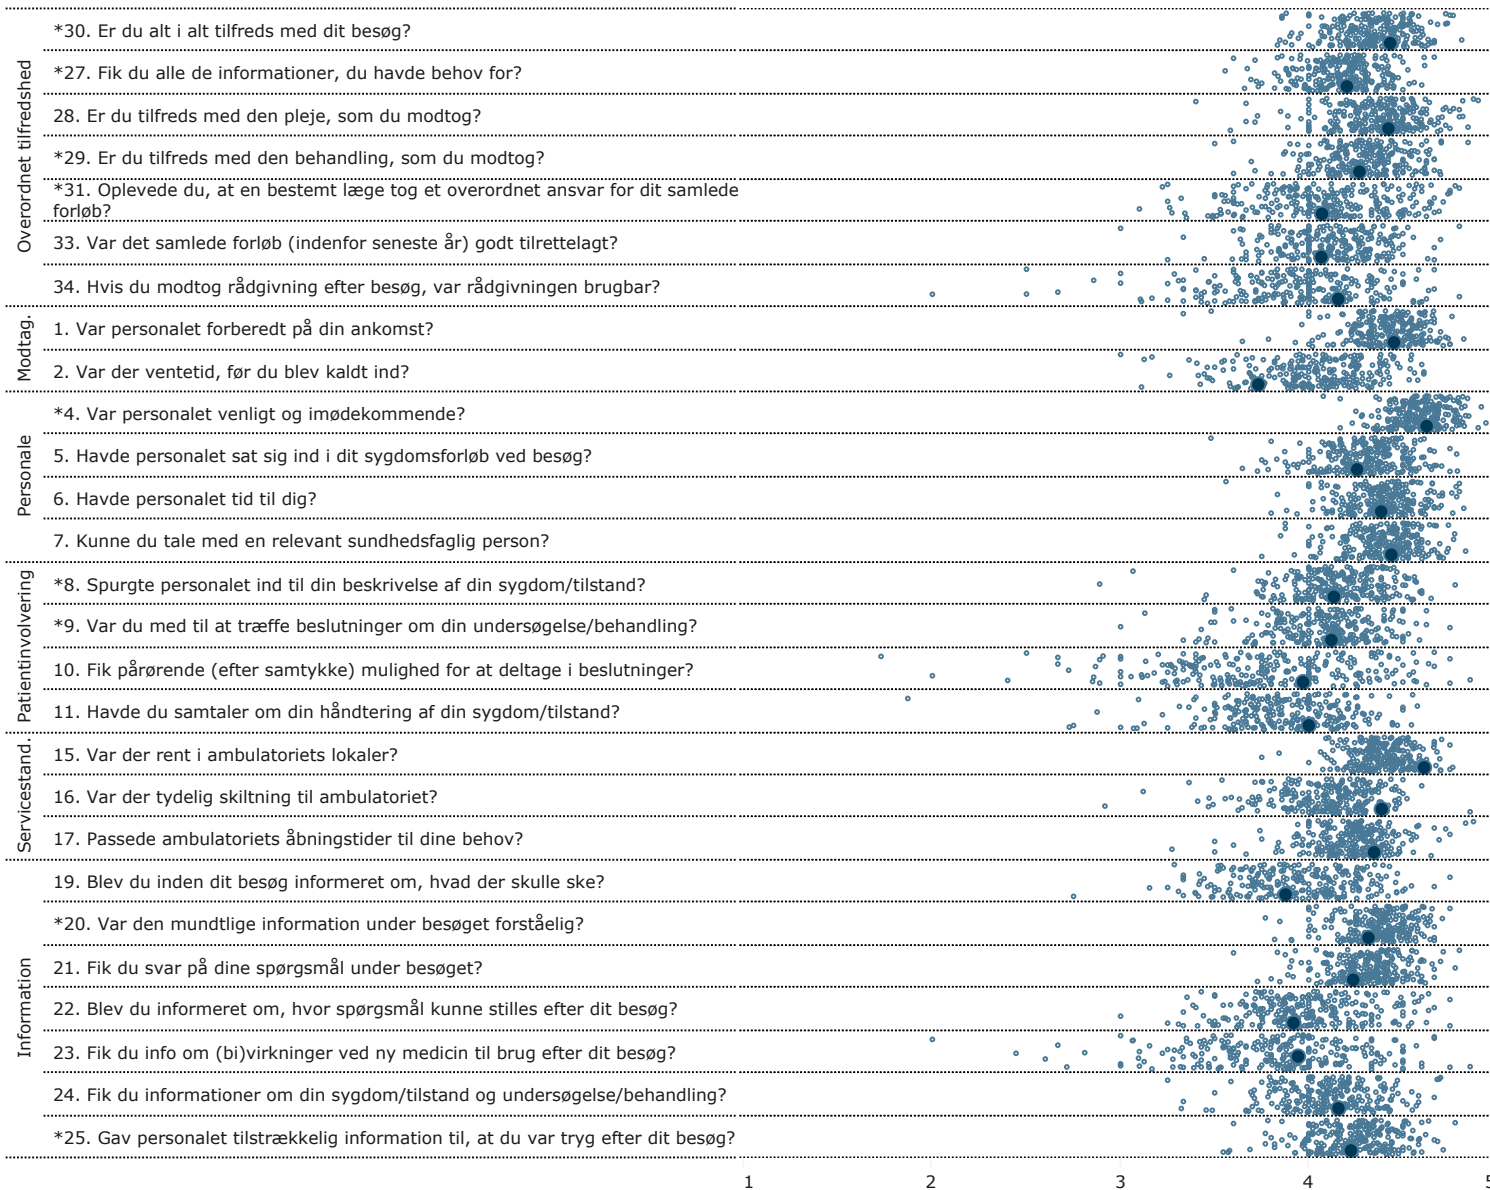 Overordnet tilfredshed
*30. Er du alt i alt tilfreds med dit besøg?
*27. Fik du alle de informationer, du havde behov for?
28. Er du tilfreds med den pleje, som du modtog?
*29. Er du tilfreds med den behandling, som du modtog?
*31. Oplevede du, at en bestemt læge tog et overordnet ansvar for dit samlede
forløb?
33. Var det samlede forløb (indenfor seneste år) godt tilrettelagt?
34. Hvis du modtog rådgivning efter besøg, var rådgivningen brugbar?
Modtag.
1. Var personalet forberedt på din ankomst?
2. Var der ventetid, før du blev kaldt ind?
Personale
*4. Var personalet venligt og imødekommende?
5. Havde personalet sat sig ind i dit sygdomsforløb ved besøg?
6. Havde personalet tid til dig?
7. Kunne du tale med en relevant sundhedsfaglig person?
Patientinvolvering
*8. Spurgte personalet ind til din beskrivelse af din sygdom/tilstand?
*9. Var du med til at træffe beslutninger om din undersøgelse/behandling?
10. Fik pårørende (efter samtykke) mulighed for at deltage i beslutninger?
11. Havde du samtaler om din håndtering af din sygdom/tilstand?
Servicestand.
15. Var der rent i ambulatoriets lokaler?
16. Var der tydelig skiltning til ambulatoriet?
17. Passede ambulatoriets åbningstider til dine behov?
Information
19. Blev du inden dit besøg informeret om, hvad der skulle ske?
*20. Var den mundtlige information under besøget forståelig?
21. Fik du svar på dine spørgsmål under besøget?
22. Blev du informeret om, hvor spørgsmål kunne stilles efter dit besøg?
23. Fik du info om (bi)virkninger ved ny medicin til brug efter dit besøg?
24. Fik du informationer om din sygdom/tilstand og undersøgelse/behandling?
*25. Gav personalet tilstrækkelig information til, at du var tryg efter dit besøg?
1 2 3 4 5